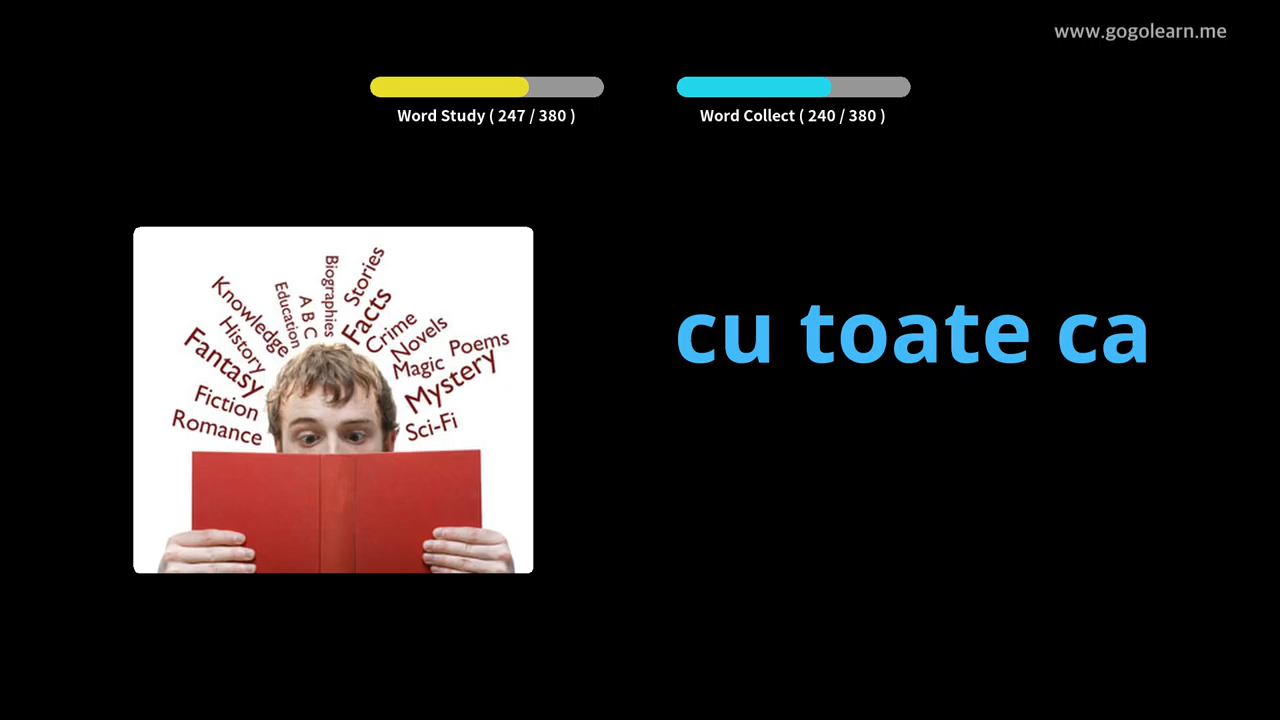 www.gogolearn.me
Word Study ( 247 / 380 )
Word Collect ( 240 / 380 )
Stories
Biographies
Facts
A B C
Education
Knowledge
Crime
Novels
History
Poems
Magic
Fantasy
Mystery
Fiction
Sci-Fi
Romance
cu toate ca